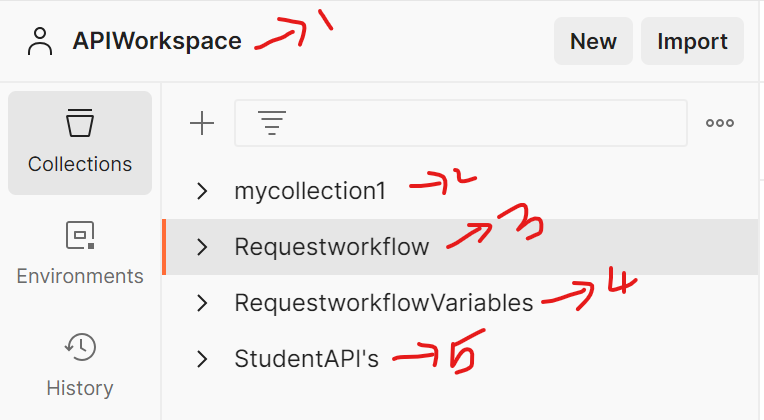 APIWorkspace 1 New Import
Collections
mycollection1 2
Requestworkflow 3
Environments
RequestworkflowVariables 4
StudentAPI's 5
History